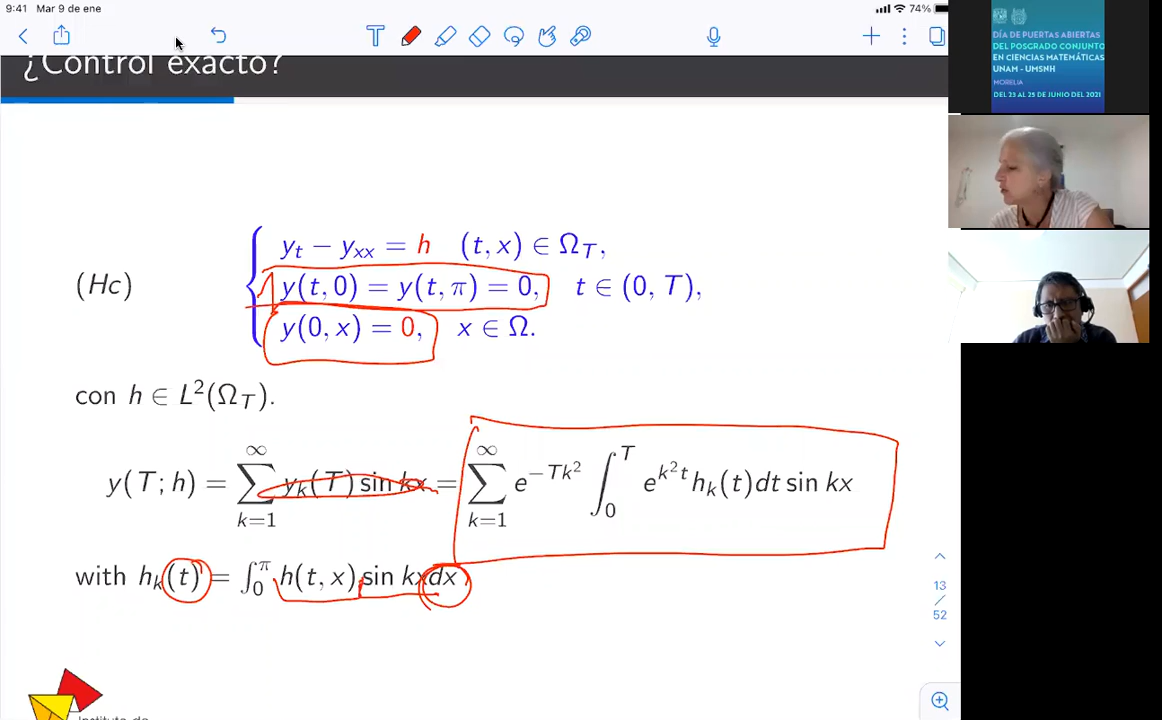 9:41 Mar 9 de ene
74%
¿Control exacto?
(Hc)
y_t − y_xx = h (t, x) ∈ Ω_T,
y(t, 0) = y(t, π) = 0, t ∈ (0, T),
y(0, x) = 0, x ∈ Ω.
con h ∈ L²(Ω_T).
y(T; h) = ∑_{k=1}^{∞} y_k(T) sin kx = ∑_{k=1}^{∞} e^{−Tk²} ∫_0^T e^{k²t} h_k(t)dt sin kx
with h_k(t) = ∫_0^π h(t, x) sin kxdx
13
/
52
DÍA DE PUERTAS ABIERTAS
DEL POSGRADO CONJUNTO
EN CIENCIAS MATEMÁTICAS
UNAM - UMSNH
MORELIA
DEL 23 AL 25 DE JUNIO DEL 2021